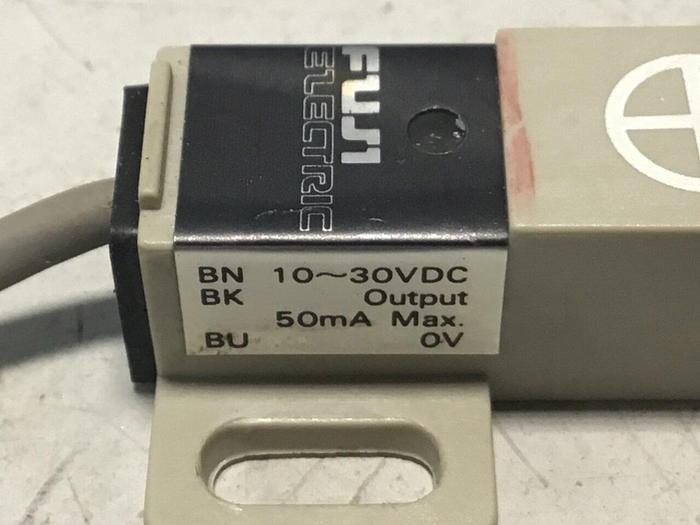 FUJI
ELECTRIC
BN 10~30VDC
BK Output
50mA Max.
BU 0V